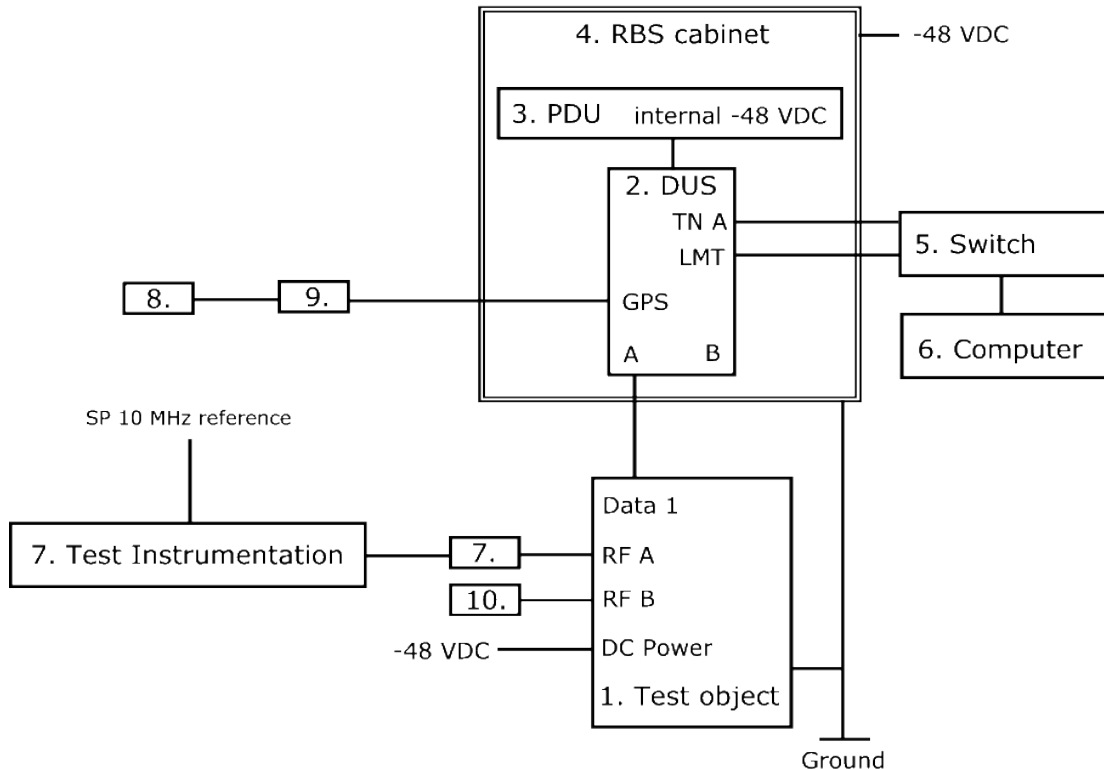 4. RBS cabinet
-48 VDC
3. PDU internal -48 VDC
2. DUS
TN A
LMT
5. Switch
8.
9.
GPS
A B
6. Computer
SP 10 MHz reference
Data 1
7. Test Instrumentation
7.
RF A
10.
RF B
-48 VDC
DC Power
1. Test object
Ground